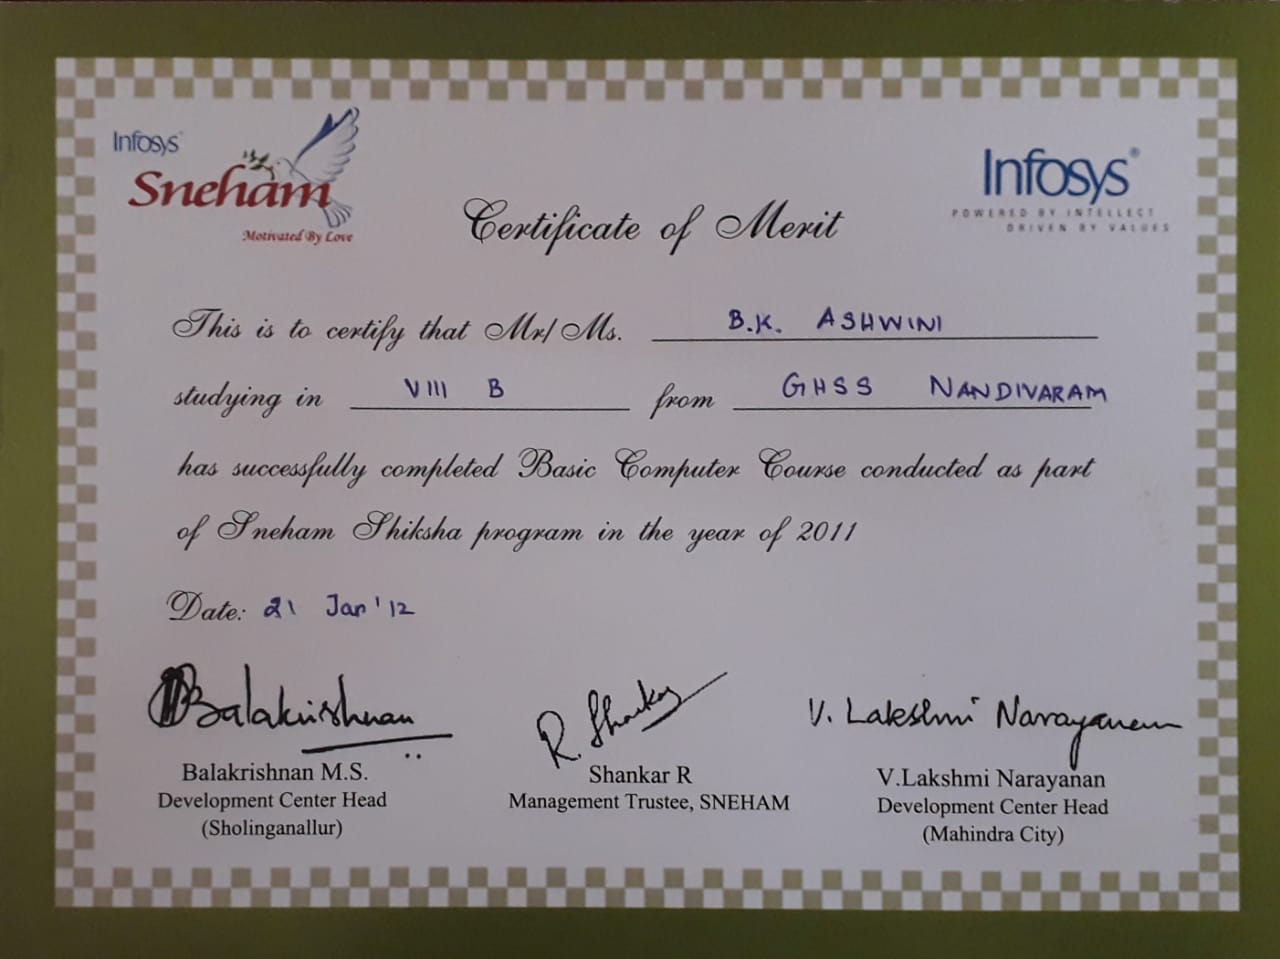 Infosys
Sneham
Motivated By Love
Infosys®
POWERED BY INTELLECT
DRIVEN BY VALUES
Certificate of Merit
This is to certify that Mr/Ms. B.K. ASHWINI
studying in VIII B from GHSS NANDIVARAM
has successfully completed Basic Computer Course conducted as part
of Sneham Shiksha program in the year of 2011
Date: 21 Jan '12
Balakrishnan R. Shankar V. Lakshmi Narayanan
Balakrishnan M.S. Shankar R V.Lakshmi Narayanan
Development Center Head Management Trustee, SNEHAM Development Center Head
(Sholinganallur) (Mahindra City)